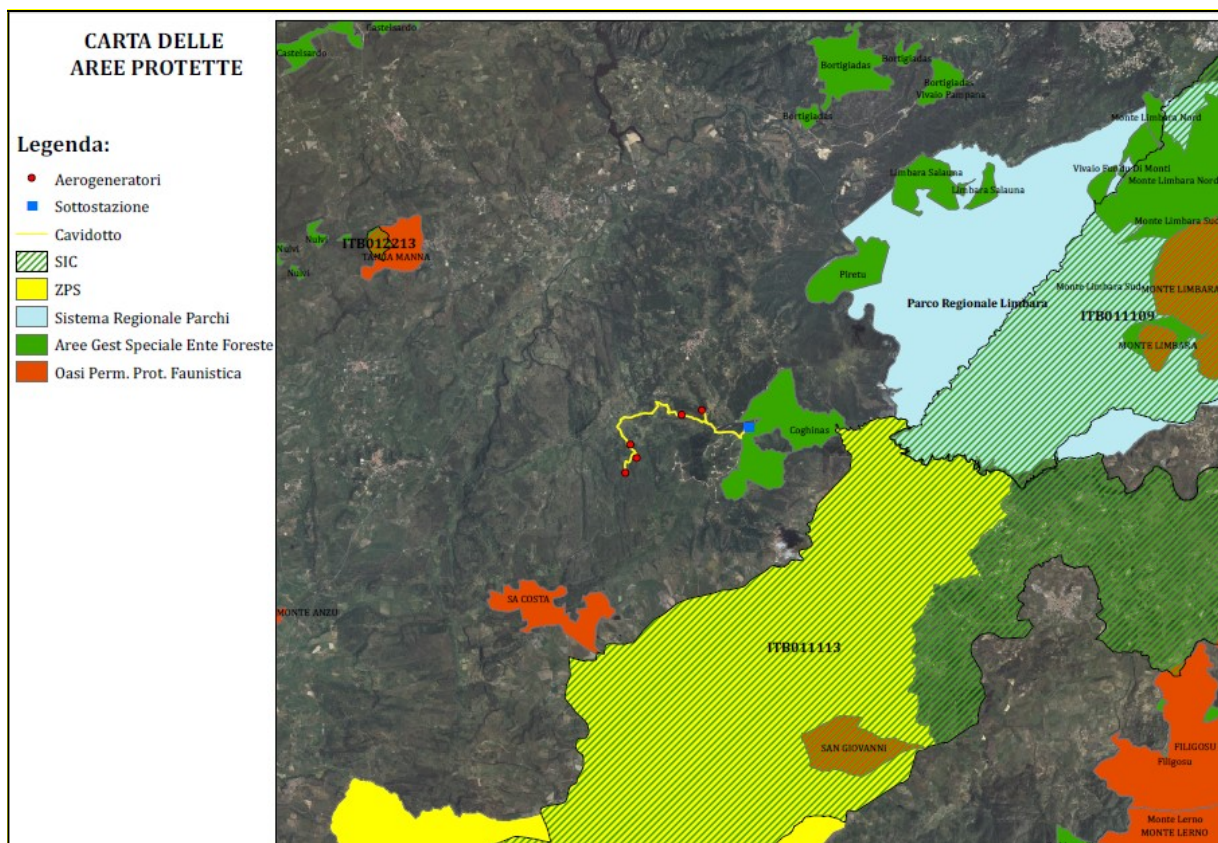 CARTA DELLE
AREE PROTETTE
Legenda:
Aerogeneratori
Sottostazione
Cavidotto
SIC
ZPS
Sistema Regionale Parchi
Aree Gest Speciale Ente Foreste
Oasi Perm. Prot. Faunistica
Castelsardo
Castelsardo
Bortigiadas
Bortigiadas
Bortigiadas
Vivaio Pampana
Bortigiadas
Monte Limbara Nord
Limbara Salauna
Limbara Salauna
Monte Limbara Nord
Monte Limbara Sud
Nulvi
Nulvi
Nulvi
ITB012213
Piretu
Parco Regionale Limbara
Monte Limbara Sud
MONTE LIMBARA
ITB011109
MONTE LIMBARA
Coghinas
SA COSTA
MONTE ANZU
ITB011113
SAN GIOVANNI
FILIGOSU
Filigosu
Monte Lerno
MONTE LERNO